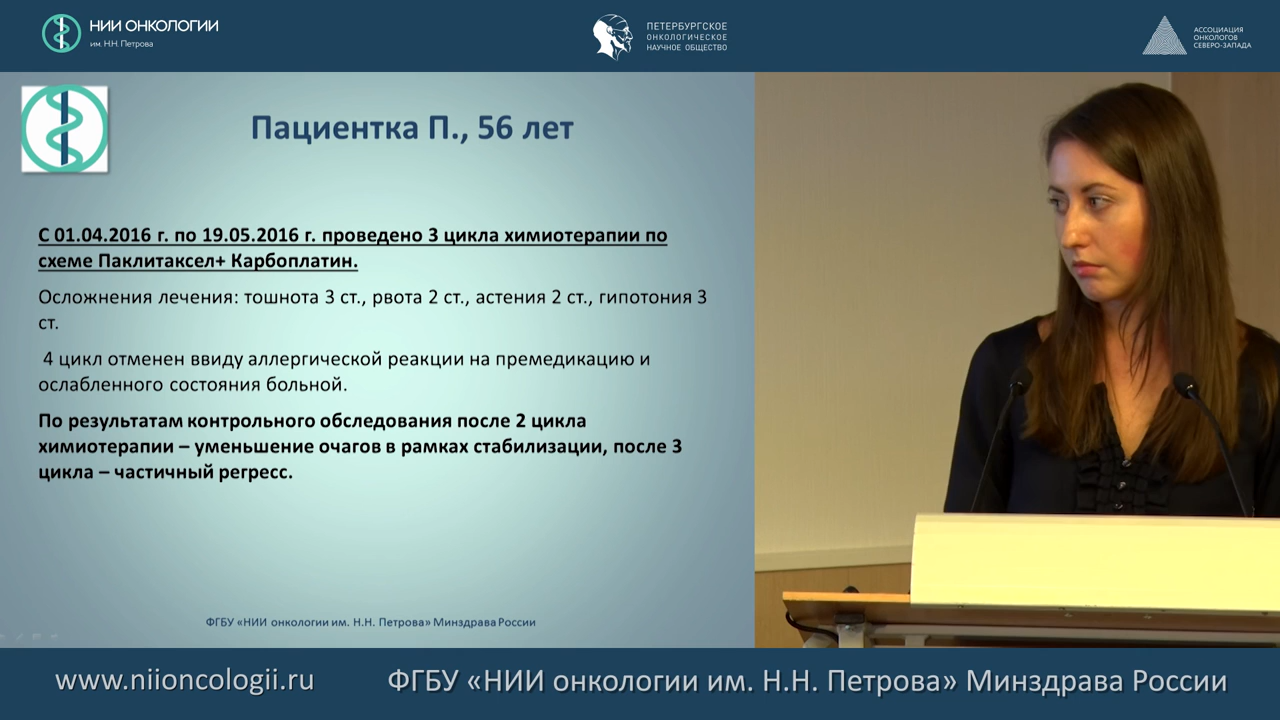 НИИ ОНКОЛОГИИ
им. Н.Н. Петрова
ПЕТЕРБУРГСКОЕ
ОНКОЛОГИЧЕСКОЕ
НАУЧНОЕ ОБЩЕСТВО
АССОЦИАЦИЯ
ОНКОЛОГОВ
СЕВЕРО-ЗАПАДА
Пациентка П., 56 лет
С 01.04.2016 г. по 19.05.2016 г. проведено 3 цикла химиотерапии по
схеме Паклитаксел+ Карбоплатин.
Осложнения лечения: тошнота 3 ст., рвота 2 ст., астения 2 ст., гипотония 3
ст.
4 цикл отменен ввиду аллергической реакции на премедикацию и
ослабленного состояния больной.
По результатам контрольного обследования после 2 цикла
химиотерапии – уменьшение очагов в рамках стабилизации, после 3
цикла – частичный регресс.
ФГБУ «НИИ онкологии им. Н.Н. Петрова» Минздрава России
www.niioncologii.ru
ФГБУ «НИИ онкологии им. Н.Н. Петрова» Минздрава России